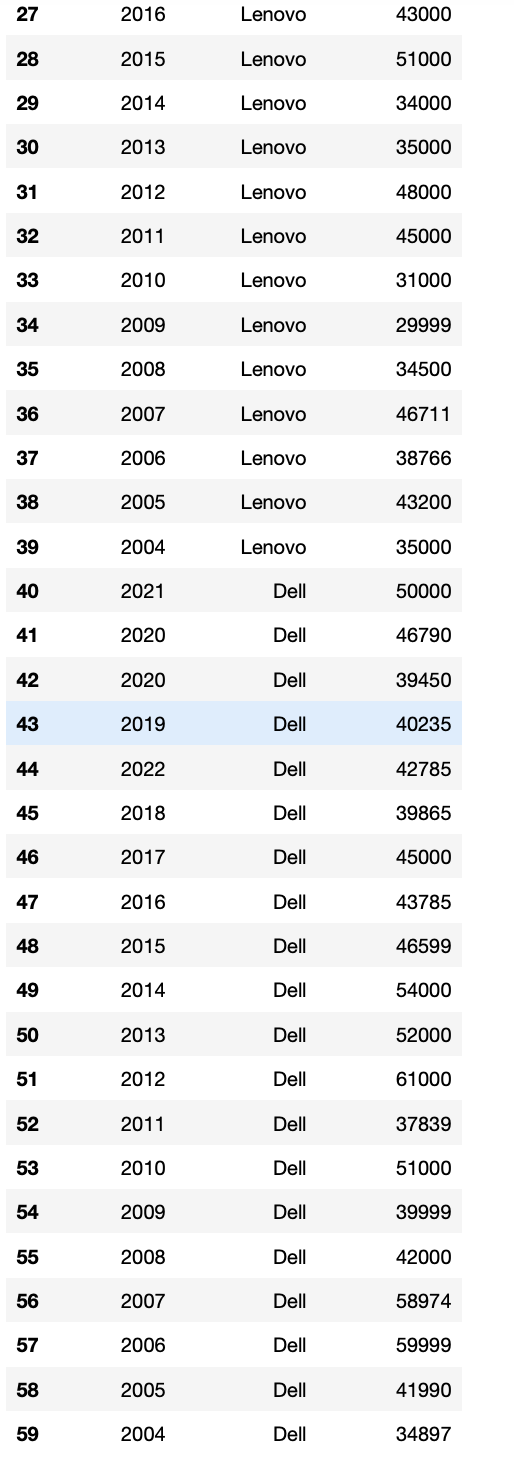 27 2016 Lenovo 43000
28 2015 Lenovo 51000
29 2014 Lenovo 34000
30 2013 Lenovo 35000
31 2012 Lenovo 48000
32 2011 Lenovo 45000
33 2010 Lenovo 31000
34 2009 Lenovo 29999
35 2008 Lenovo 34500
36 2007 Lenovo 46711
37 2006 Lenovo 38766
38 2005 Lenovo 43200
39 2004 Lenovo 35000
40 2021 Dell 50000
41 2020 Dell 46790
42 2020 Dell 39450
43 2019 Dell 40235
44 2022 Dell 42785
45 2018 Dell 39865
46 2017 Dell 45000
47 2016 Dell 43785
48 2015 Dell 46599
49 2014 Dell 54000
50 2013 Dell 52000
51 2012 Dell 61000
52 2011 Dell 37839
53 2010 Dell 51000
54 2009 Dell 39999
55 2008 Dell 42000
56 2007 Dell 58974
57 2006 Dell 59999
58 2005 Dell 41990
59 2004 Dell 34897